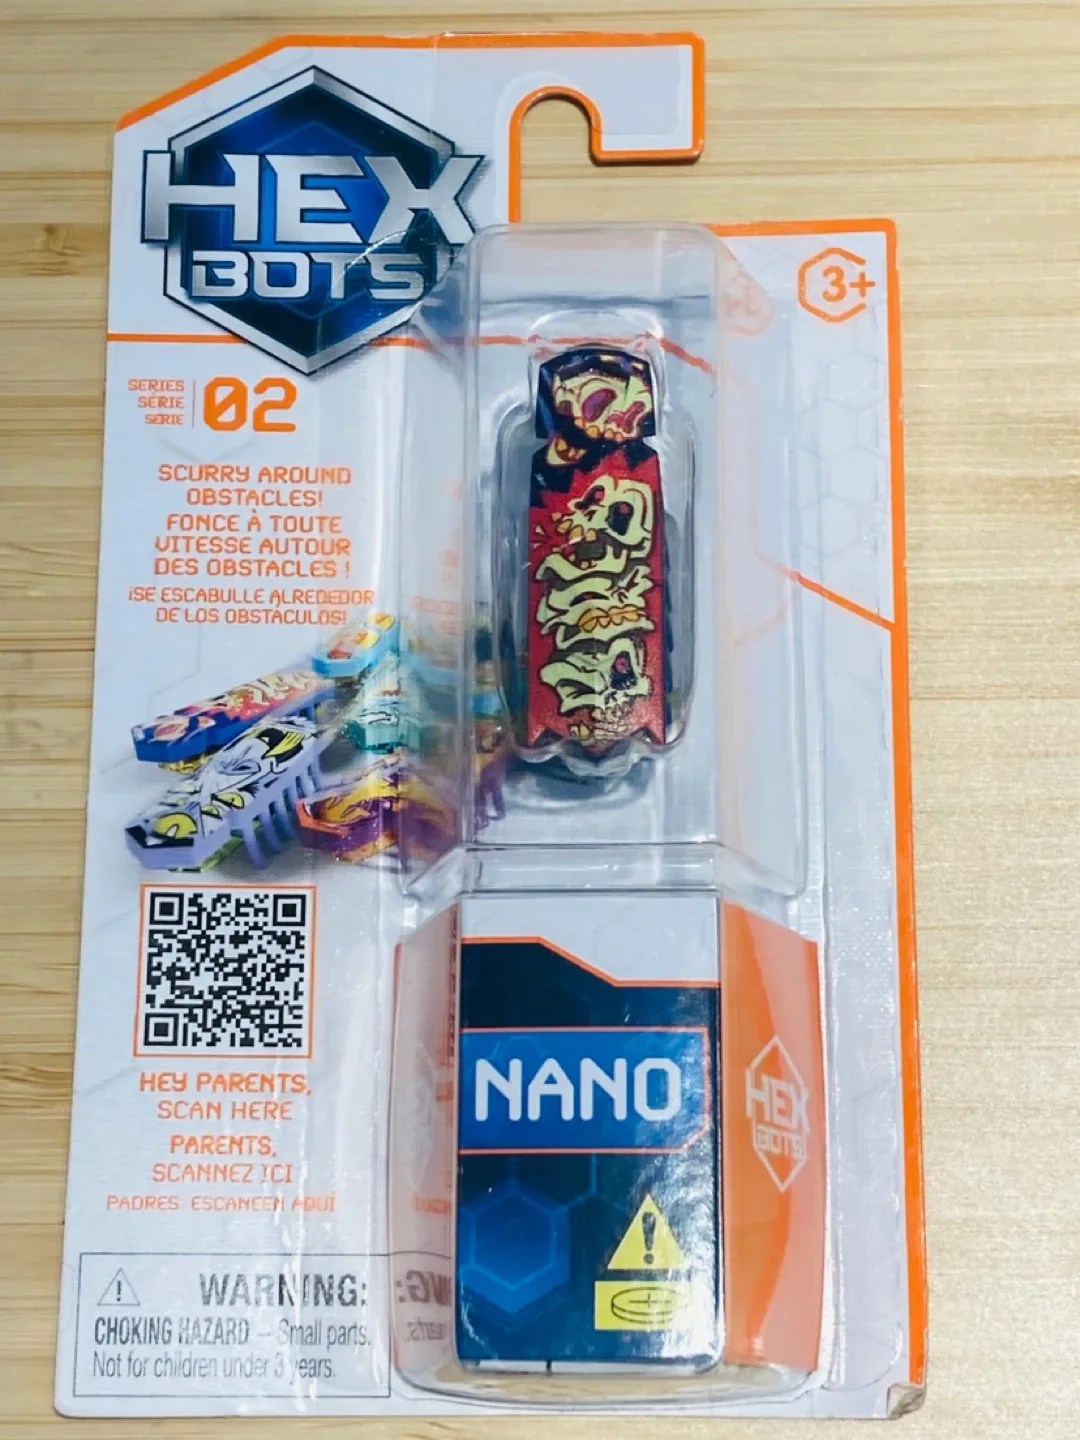 HEX
BOTS
3+
SERIES
SÉRIE
SERIE
02
SCURRY AROUND
OBSTACLES!
FONCE À TOUTE
VITESSE AUTOUR
DES OBSTACLES !
¡SE ESCABULLE ALREDEDOR
DE LOS OBSTÁCULOS!
HEY PARENTS,
SCAN HERE
PARENTS,
SCANNEZ ICI
PADRES, ESCANEEN AQUÍ
NANO™
HEX
BOTS
WARNING:
CHOKING HAZARD – Small parts.
Not for children under 3 years.